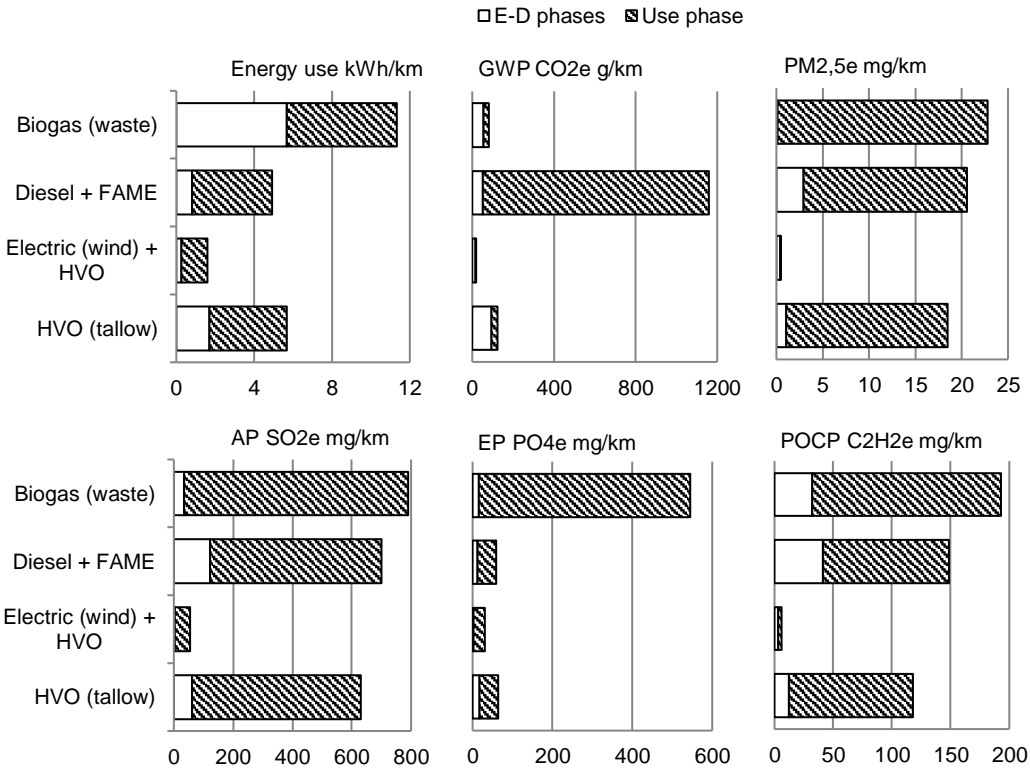 E-D phases Use phase
Energy use kWh/km
GWP CO2e g/km
PM2,5e mg/km
Biogas (waste)
Diesel + FAME
Electric (wind) +
HVO
HVO (tallow)
0 4 8 12
0 400 800 1200
0 5 10 15 20 25
AP SO2e mg/km
EP PO4e mg/km
POCP C2H2e mg/km
Biogas (waste)
Diesel + FAME
Electric (wind) +
HVO
HVO (tallow)
0 200 400 600 800
0 200 400 600
0 50 100 150 200